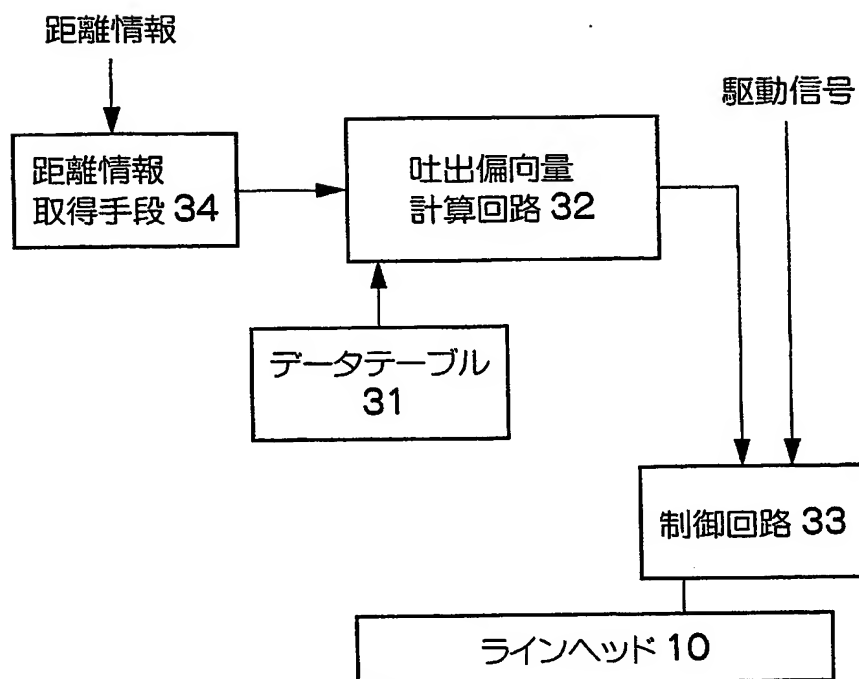 距離情報
駆動信号
距離情報
取得手段 34
吐出偏向量
計算回路 32
データテーブル
31
制御回路 33
ラインヘッド 10